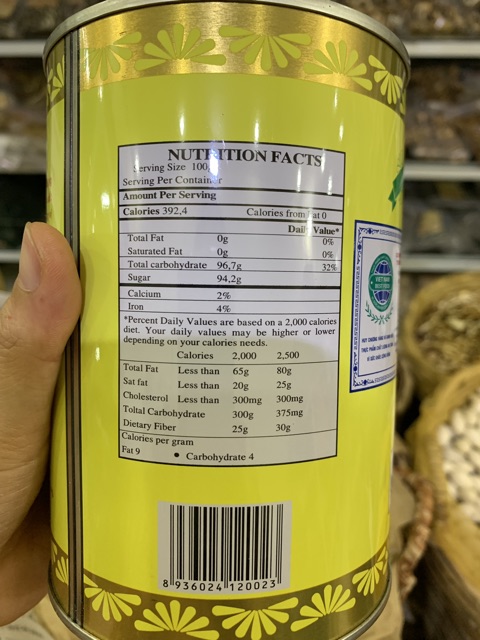 NUTRITION FACTS
Serving Size 100g
Serving Per Container
Amount Per Serving
Calories 392,4 Calories from fat 0
Daily Value*
Total Fat 0g 0%
Saturated Fat 0g 0%
Total carbohydrate 96,7g 32%
Sugar 94,2g
Calcium 2%
Iron 4%
*Percent Daily Values are based on a 2,000 calories
diet. Your daily values may be higher or lower
depending on your calories needs.
Calories 2,000 2,500
Total Fat Less than 65g 80g
Sat fat Less than 20g 25g
Cholesterol Less than 300mg 300mg
Toltal Carbohydrate 300g 375mg
Dietary Fiber 25g 30g
Calories per gram
Fat 9 • Carbohydrate 4
8 936024 120023